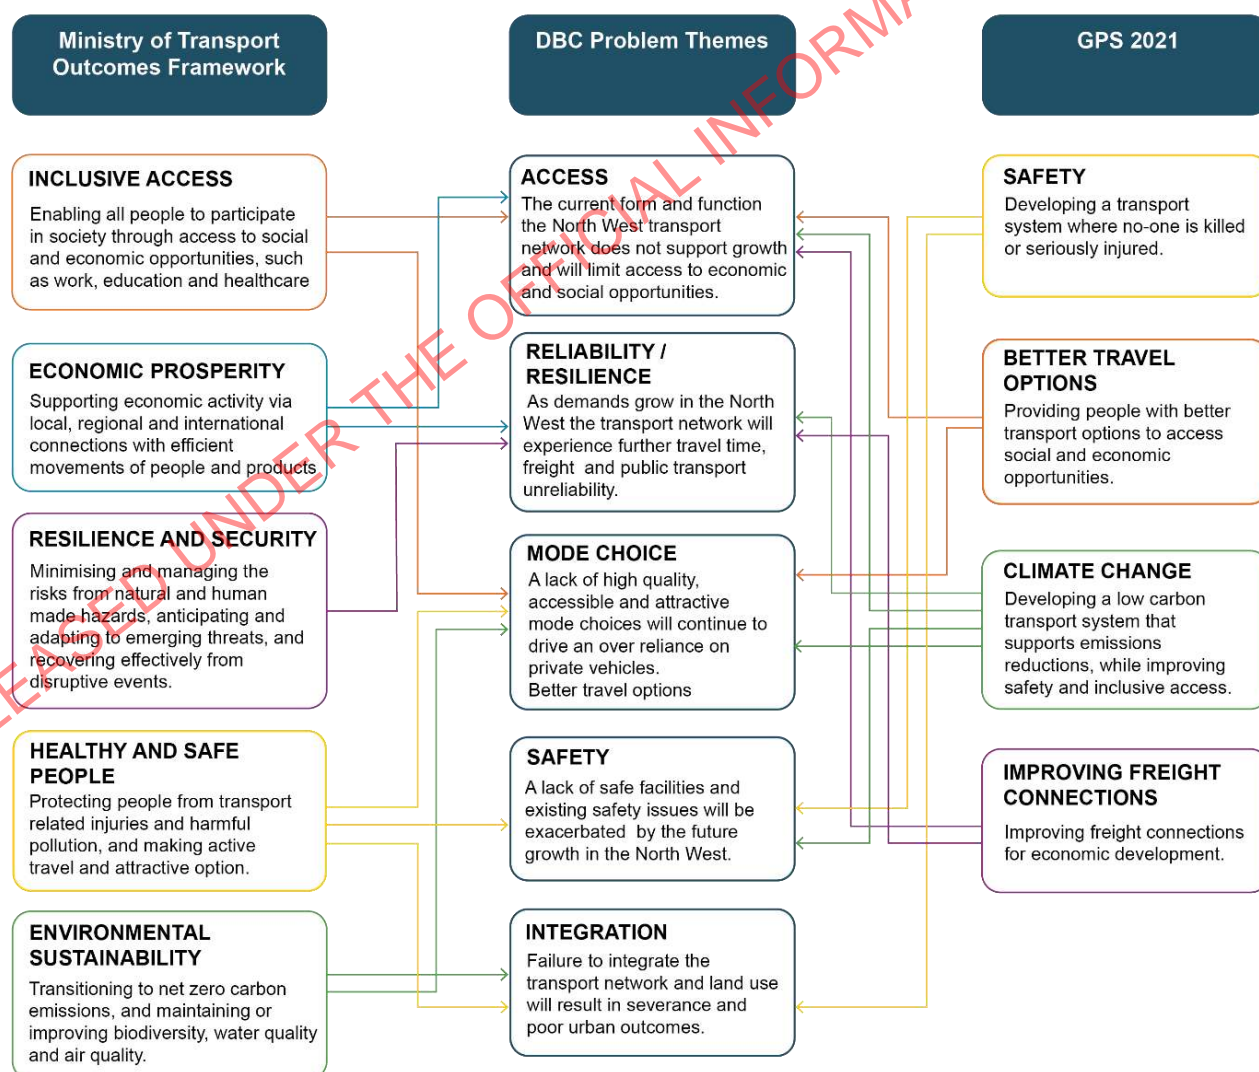 Ministry of Transport
Outcomes Framework
DBC Problem Themes
GPS 2021
INCLUSIVE ACCESS
Enabling all people to participate
in society through access to social
and economic opportunities, such
as work, education and healthcare
ECONOMIC PROSPERITY
Supporting economic activity via
local, regional and international
connections with efficient
movements of people and products
RESILIENCE AND SECURITY
Minimising and managing the
risks from natural and human
made hazards, anticipating and
adapting to emerging threats, and
recovering effectively from
disruptive events.
HEALTHY AND SAFE
PEOPLE
Protecting people from transport
related injuries and harmful
pollution, and making active
travel and attractive option.
ENVIRONMENTAL
SUSTAINABILITY
Transitioning to net zero carbon
emissions, and maintaining or
improving biodiversity, water quality
and air quality.
ACCESS
The current form and function
the North West transport
network does not support growth
and will limit access to economic
and social opportunities.
RELIABILITY /
RESILIENCE
As demands grow in the North
West the transport network will
experience further travel time,
freight and public transport
unreliability.
MODE CHOICE
A lack of high quality,
accessible and attractive
mode choices will continue to
drive an over reliance on
private vehicles.
Better travel options
SAFETY
A lack of safe facilities and
existing safety issues will be
exacerbated by the future
growth in the North West.
INTEGRATION
Failure to integrate the
transport network and land use
will result in severance and
poor urban outcomes.
SAFETY
Developing a transport
system where no-one is killed
or seriously injured.
BETTER TRAVEL
OPTIONS
Providing people with better
transport options to access
social and economic
opportunities.
CLIMATE CHANGE
Developing a low carbon
transport system that
supports emissions
reductions, while improving
safety and inclusive access.
IMPROVING FREIGHT
CONNECTIONS
Improving freight connections
for economic development.
LEASED UNDER THE OFFICIAL INFORMA